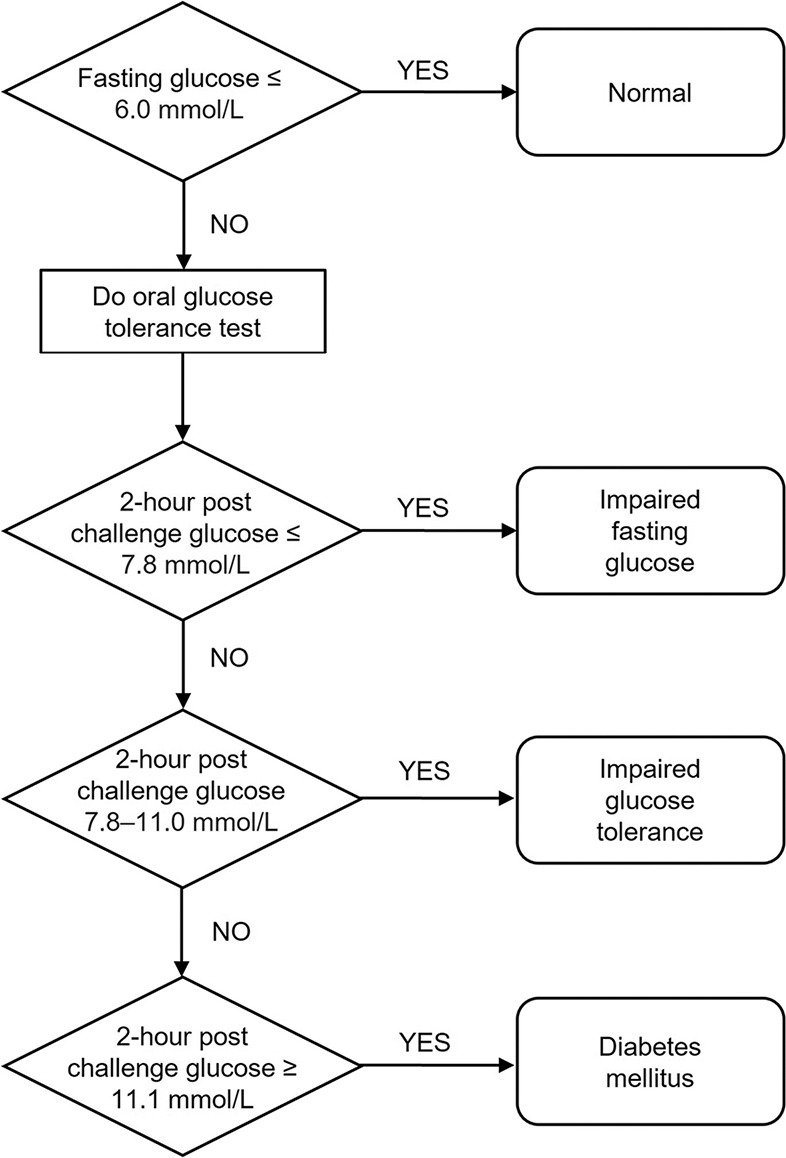 Fasting glucose ≤
6.0 mmol/L
YES
Normal
NO
Do oral glucose
tolerance test
2-hour post
challenge glucose ≤
7.8 mmol/L
YES
Impaired
fasting
glucose
NO
2-hour post
challenge glucose
7.8–11.0 mmol/L
YES
Impaired
glucose
tolerance
NO
2-hour post
challenge glucose ≥
11.1 mmol/L
YES
Diabetes
mellitus